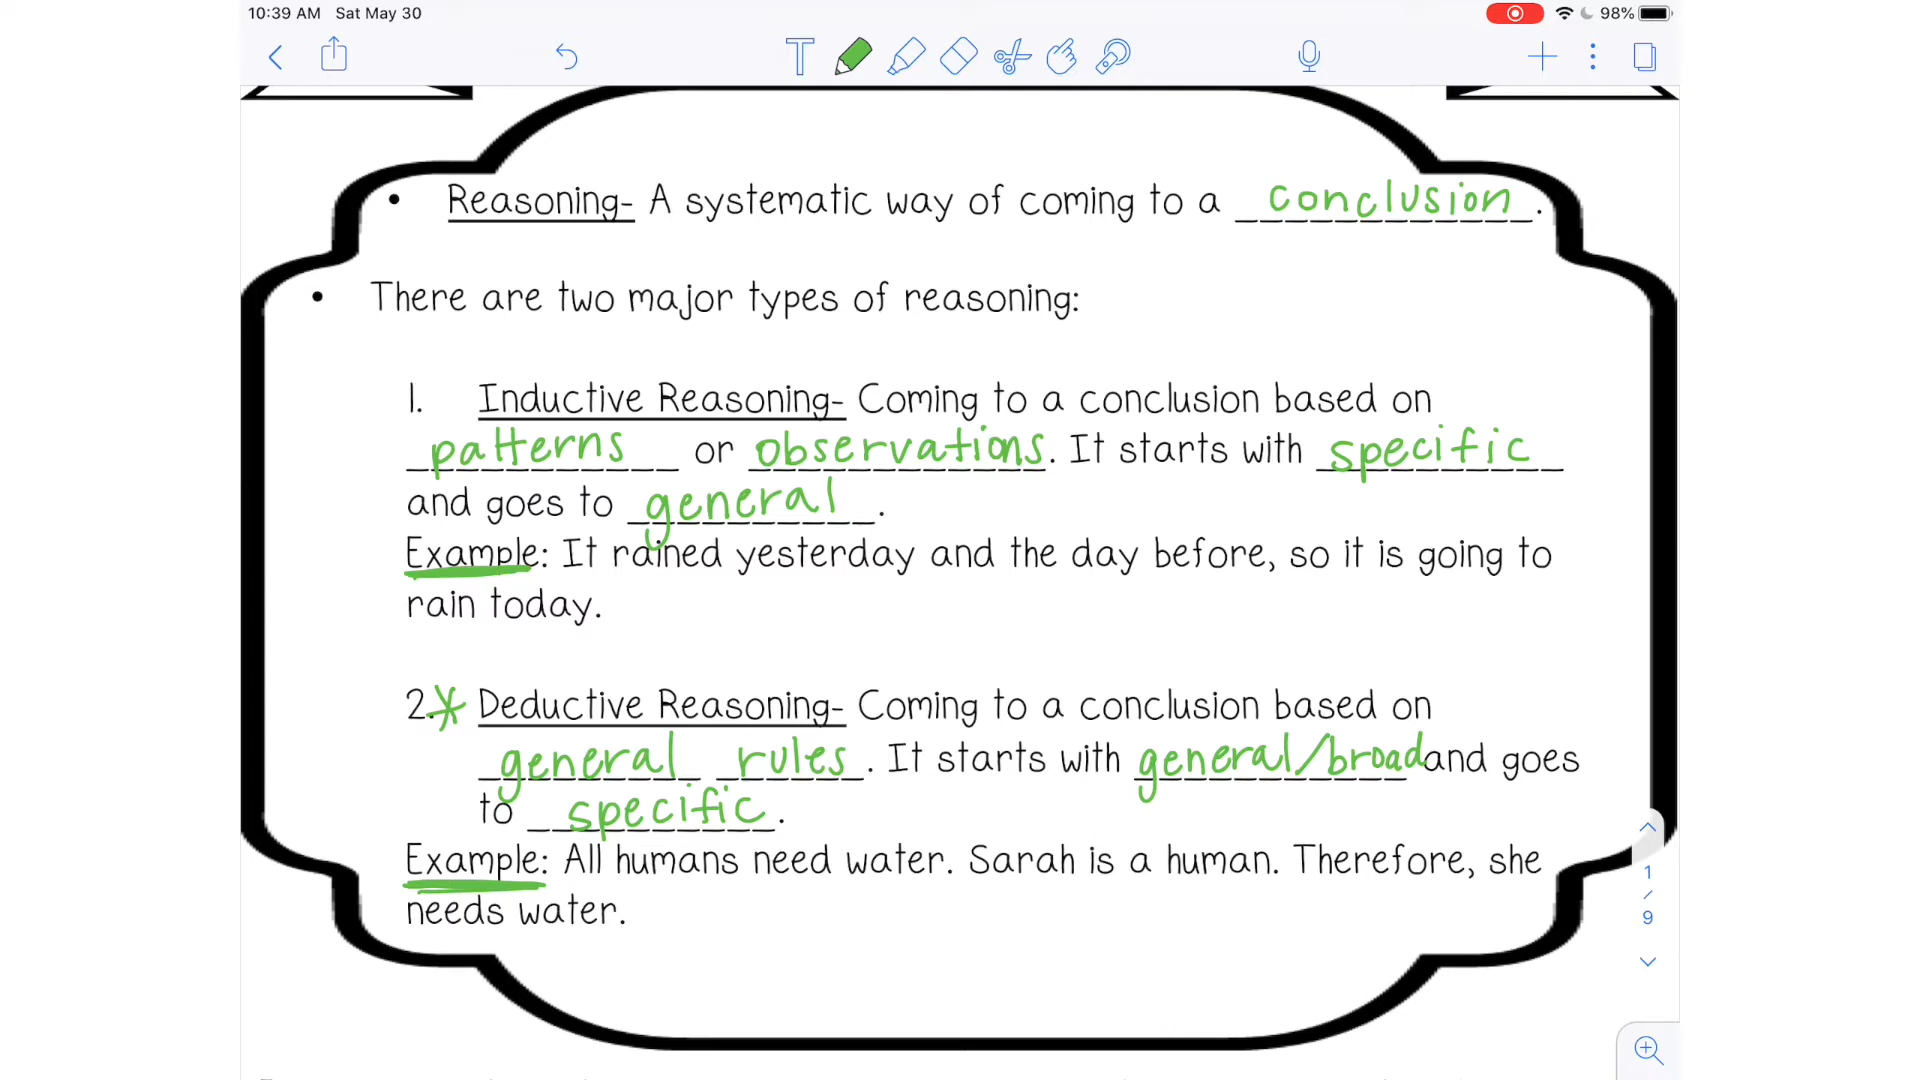 10:39 AM Sat May 30
98%
• Reasoning- A systematic way of coming to a conclusion.
• There are two major types of reasoning:
1. Inductive Reasoning- Coming to a conclusion based on
patterns or observations. It starts with specific
and goes to general.
Example: It rained yesterday and the day before, so it is going to
rain today.
2.* Deductive Reasoning- Coming to a conclusion based on
general rules. It starts with general/broad and goes
to specific.
Example: All humans need water. Sarah is a human. Therefore, she
needs water.
1
/
9